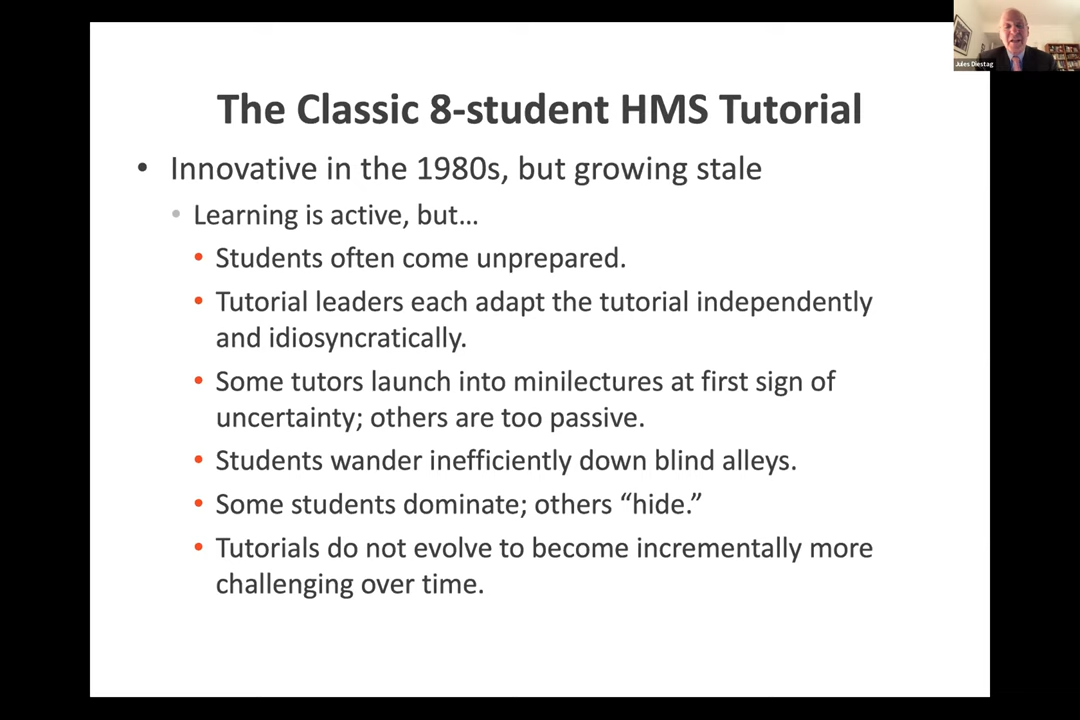 Jules Dlestag
The Classic 8-student HMS Tutorial
• Innovative in the 1980s, but growing stale
• Learning is active, but…
• Students often come unprepared.
• Tutorial leaders each adapt the tutorial independently
and idiosyncratically.
• Some tutors launch into minilectures at first sign of
uncertainty; others are too passive.
• Students wander inefficiently down blind alleys.
• Some students dominate; others “hide.”
• Tutorials do not evolve to become incrementally more
challenging over time.